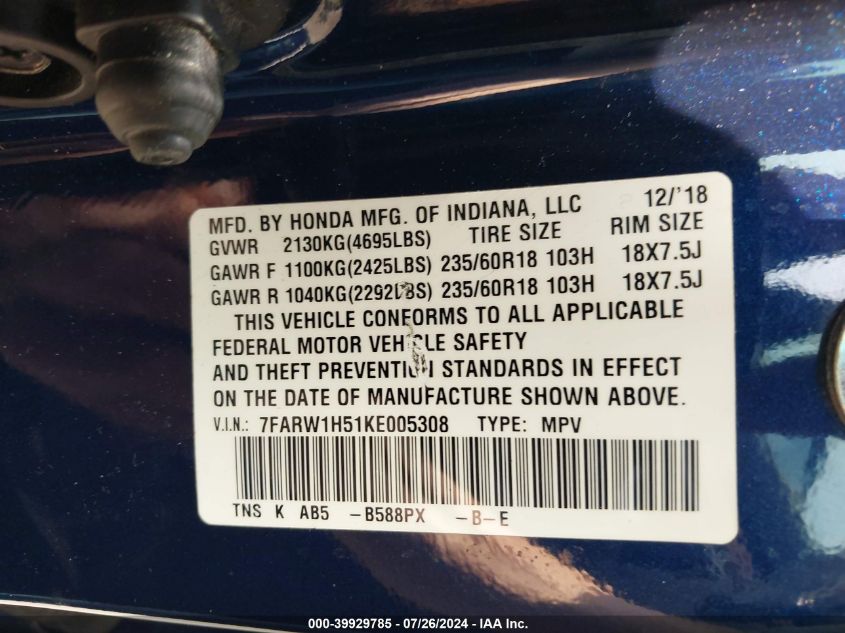 12/'18
MFD. BY HONDA MFG. OF INDIANA, LLC
GVWR 2130KG(4695LBS) TIRE SIZE RIM SIZE
GAWR F 1100KG(2425LBS) 235/60R18 103H 18X7.5J
GAWR R 1040KG(2292LBS) 235/60R18 103H 18X7.5J
THIS VEHICLE CONFORMS TO ALL APPLICABLE
FEDERAL MOTOR VEHICLE SAFETY
AND THEFT PREVENTION STANDARDS IN EFFECT
ON THE DATE OF MANUFACTURE SHOWN ABOVE.
V.I.N.: 7FARW1H51KE005308 TYPE: MPV
TNS K AB5 -B588PX -B-E
000-39929785 - 07/26/2024 - IAA Inc.